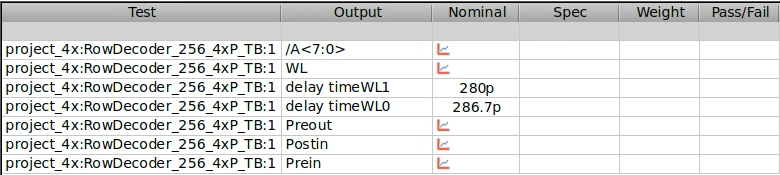 Test Output Nominal Spec Weight Pass/Fail
project_4x:RowDecoder_256_4xP_TB:1 /A<7:0>
project_4x:RowDecoder_256_4xP_TB:1 WL
project_4x:RowDecoder_256_4xP_TB:1 delay timeWL1 280p
project_4x:RowDecoder_256_4xP_TB:1 delay timeWL0 286.7p
project_4x:RowDecoder_256_4xP_TB:1 Preout
project_4x:RowDecoder_256_4xP_TB:1 Postin
project_4x:RowDecoder_256_4xP_TB:1 Prein